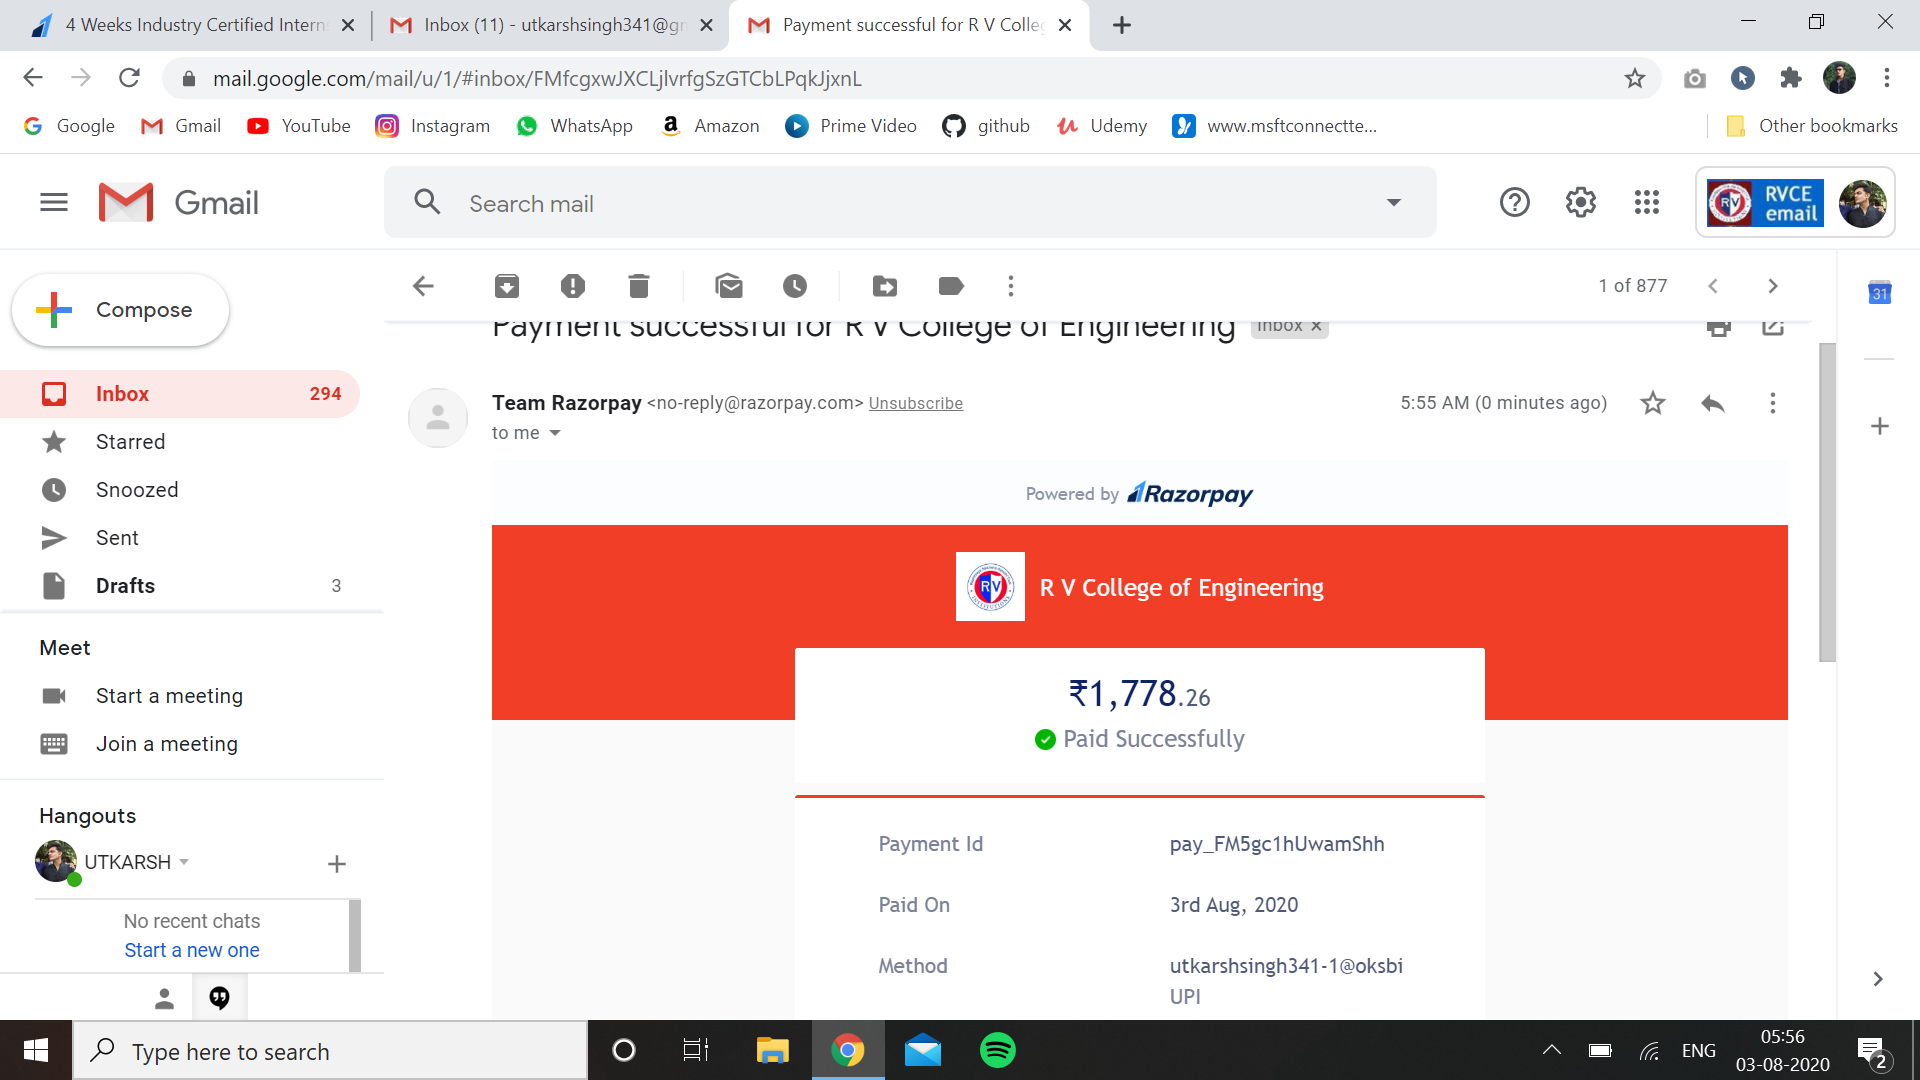 4 Weeks Industry Certified Intern
Inbox (11) - utkarshsingh341@gm
Payment successful for R V Colleg
mail.google.com/mail/u/1/#inbox/FMfcgxwJXCLjlvrfgSzGTCbLPqkJjxnL
Google
Gmail
YouTube
Instagram
WhatsApp
Amazon
Prime Video
github
Udemy
www.msftconnectte...
Other bookmarks
Gmail
Search mail
RVCE
email
Compose
1 of 877
31
Payment successful for R V College of Engineering
Inbox
Inbox 294
Team Razorpay <no-reply@razorpay.com> Unsubscribe
5:55 AM (0 minutes ago)
to me
Starred
Snoozed
Sent
Drafts 3
Powered by Razorpay
RV
R V College of Engineering
₹1,778.26
Paid Successfully
Meet
Start a meeting
Join a meeting
Hangouts
UTKARSH
No recent chats
Start a new one
Payment Id pay_FM5gc1hUwamShh
Paid On 3rd Aug, 2020
Method utkarshsingh341-1@oksbi
UPI
Type here to search
ENG
05:56
03-08-2020
2